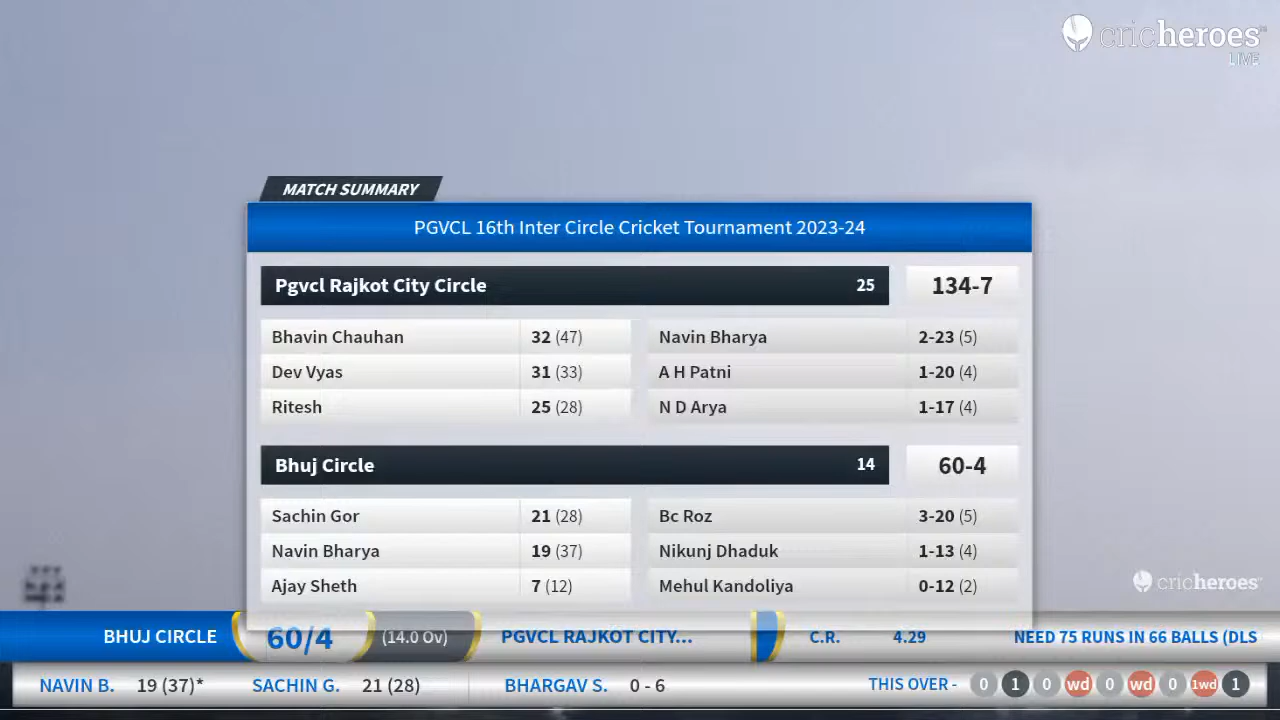 cricheroes
LIVE
MATCH SUMMARY
PGVCL 16th Inter Circle Cricket Tournament 2023-24
Pgvcl Rajkot City Circle 25 134-7
Bhavin Chauhan 32 (47) Navin Bharya 2-23 (5)
Dev Vyas 31 (33) A H Patni 1-20 (4)
Ritesh 25 (28) N D Arya 1-17 (4)
Bhuj Circle 14 60-4
Sachin Gor 21 (28) Bc Roz 3-20 (5)
Navin Bharya 19 (37) Nikunj Dhaduk 1-13 (4)
Ajay Sheth 7 (12) Mehul Kandoliya 0-12 (2)
cricheroes
BHUJ CIRCLE 60/4 (14.0 Ov) PGVCL RAJKOT CITY... C.R. 4.29 NEED 75 RUNS IN 66 BALLS (DLS
NAVIN B. 19 (37)* SACHIN G. 21 (28) BHARGAV S. 0 - 6 THIS OVER - 0 1 0 wd 0 wd 0 1wd 1